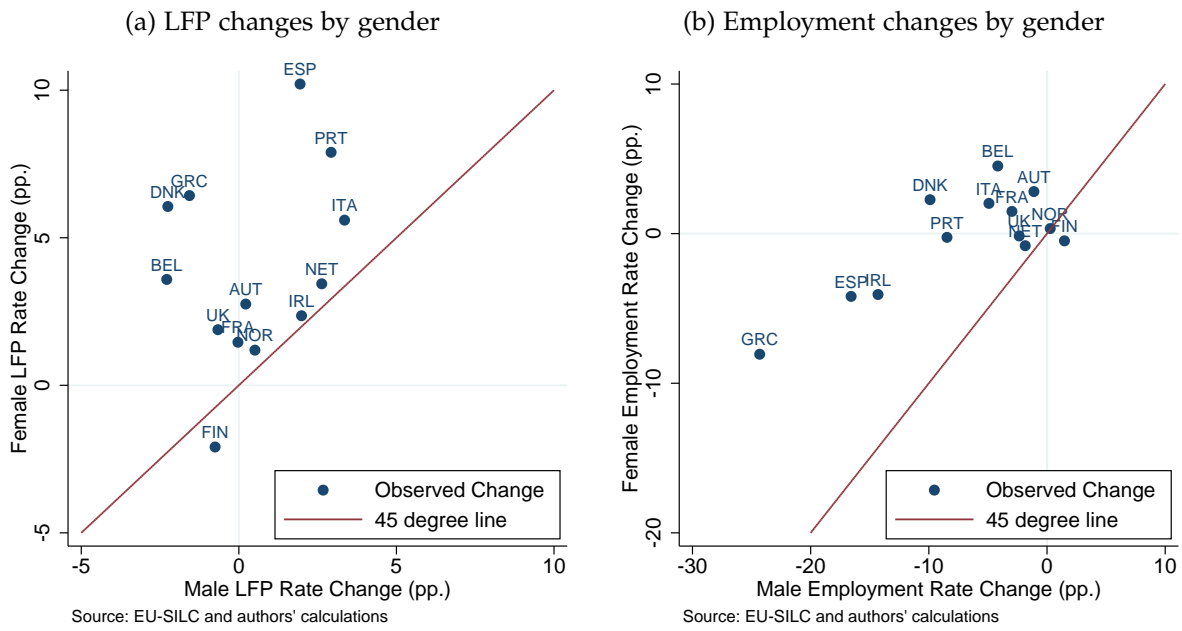 (a) LFP changes by gender
ESP
PRT
GRC
DNK
ITA
BEL
NET
AUT
IRL
UK
FRA
NOR
FIN
10
5
0
-5
Female LFP Rate Change (pp.)
Observed Change
45 degree line
-5 0 5 10
Male LFP Rate Change (pp.)
Source: EU-SILC and authors' calculations
(b) Employment changes by gender
BEL
AUT
DNK
ITA
FRA
NOR
PRT
UK
FIN
NET
ESP
IRL
GRC
10
0
-10
-20
Female Employment Rate Change (pp.)
Observed Change
45 degree line
-30 -20 -10 0 10
Male Employment Rate Change (pp.)
Source: EU-SILC and authors' calculations